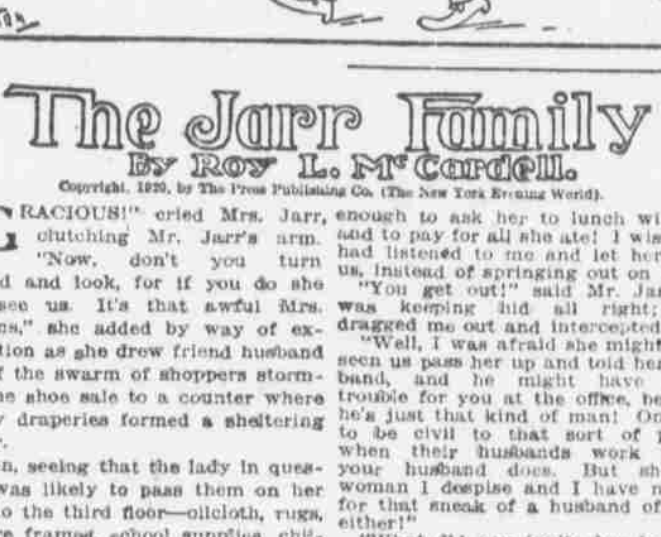 The Jarr Family
By Roy L. McCardell.
Copyright, 1920, by The Press Publishing Co. (The New York Evening World).
GRACIOUS!" cried Mrs. Jarr,
clutching Mr. Jarr's arm.
"Now, don't you turn
d and look, for if you do she
see us. It's that awful Mrs.
ns," she added by way of ex-
tion as she drew friend husband
f the swarm of shoppers storm-
e shoe sale to a counter where
y draperies formed a sheltering
r.
n, seeing that the lady in ques-
was likely to pass them on her
o the third floor—oilcloth, rugs,
re frames, school supplies, chil-
enough to ask her to lunch wi
and to pay for all she ate! I wis
had listened to me and let her
us, instead of springing out on
"You get out!" said Mr. Jar
was keeping hid all right;
dragged me out and intercepted
"Well, I was afraid she might
seen us pass her up and told he
band, and he might have
trouble for you at the office, be
he's just that kind of man! On
to be civil to that sort of
when their husbands work
your husband does. But sh
woman I despise and I have n
for that sneak of a husband of
either!"